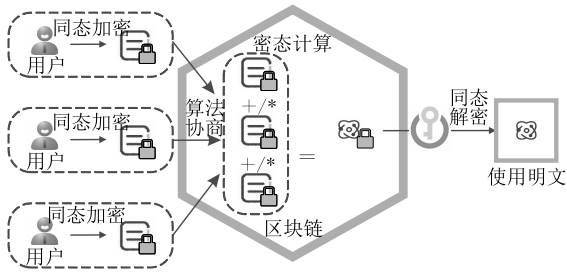 同态加密
用户
同态加密
用户
同态加密
用户
算法
协商
密态计算
+/*
+/*
=
区块链
同态
解密
使用明文